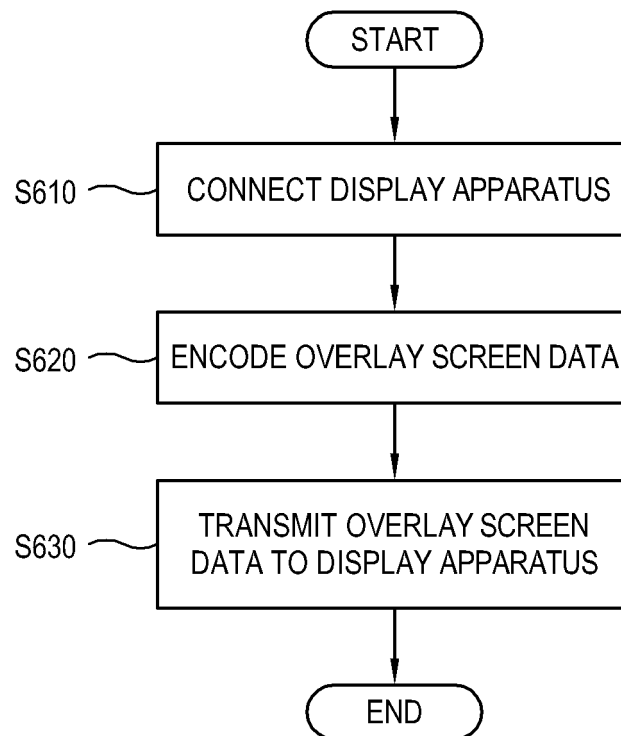 START
S610
CONNECT DISPLAY APPARATUS
S620
ENCODE OVERLAY SCREEN DATA
S630
TRANSMIT OVERLAY SCREEN
DATA TO DISPLAY APPARATUS
END